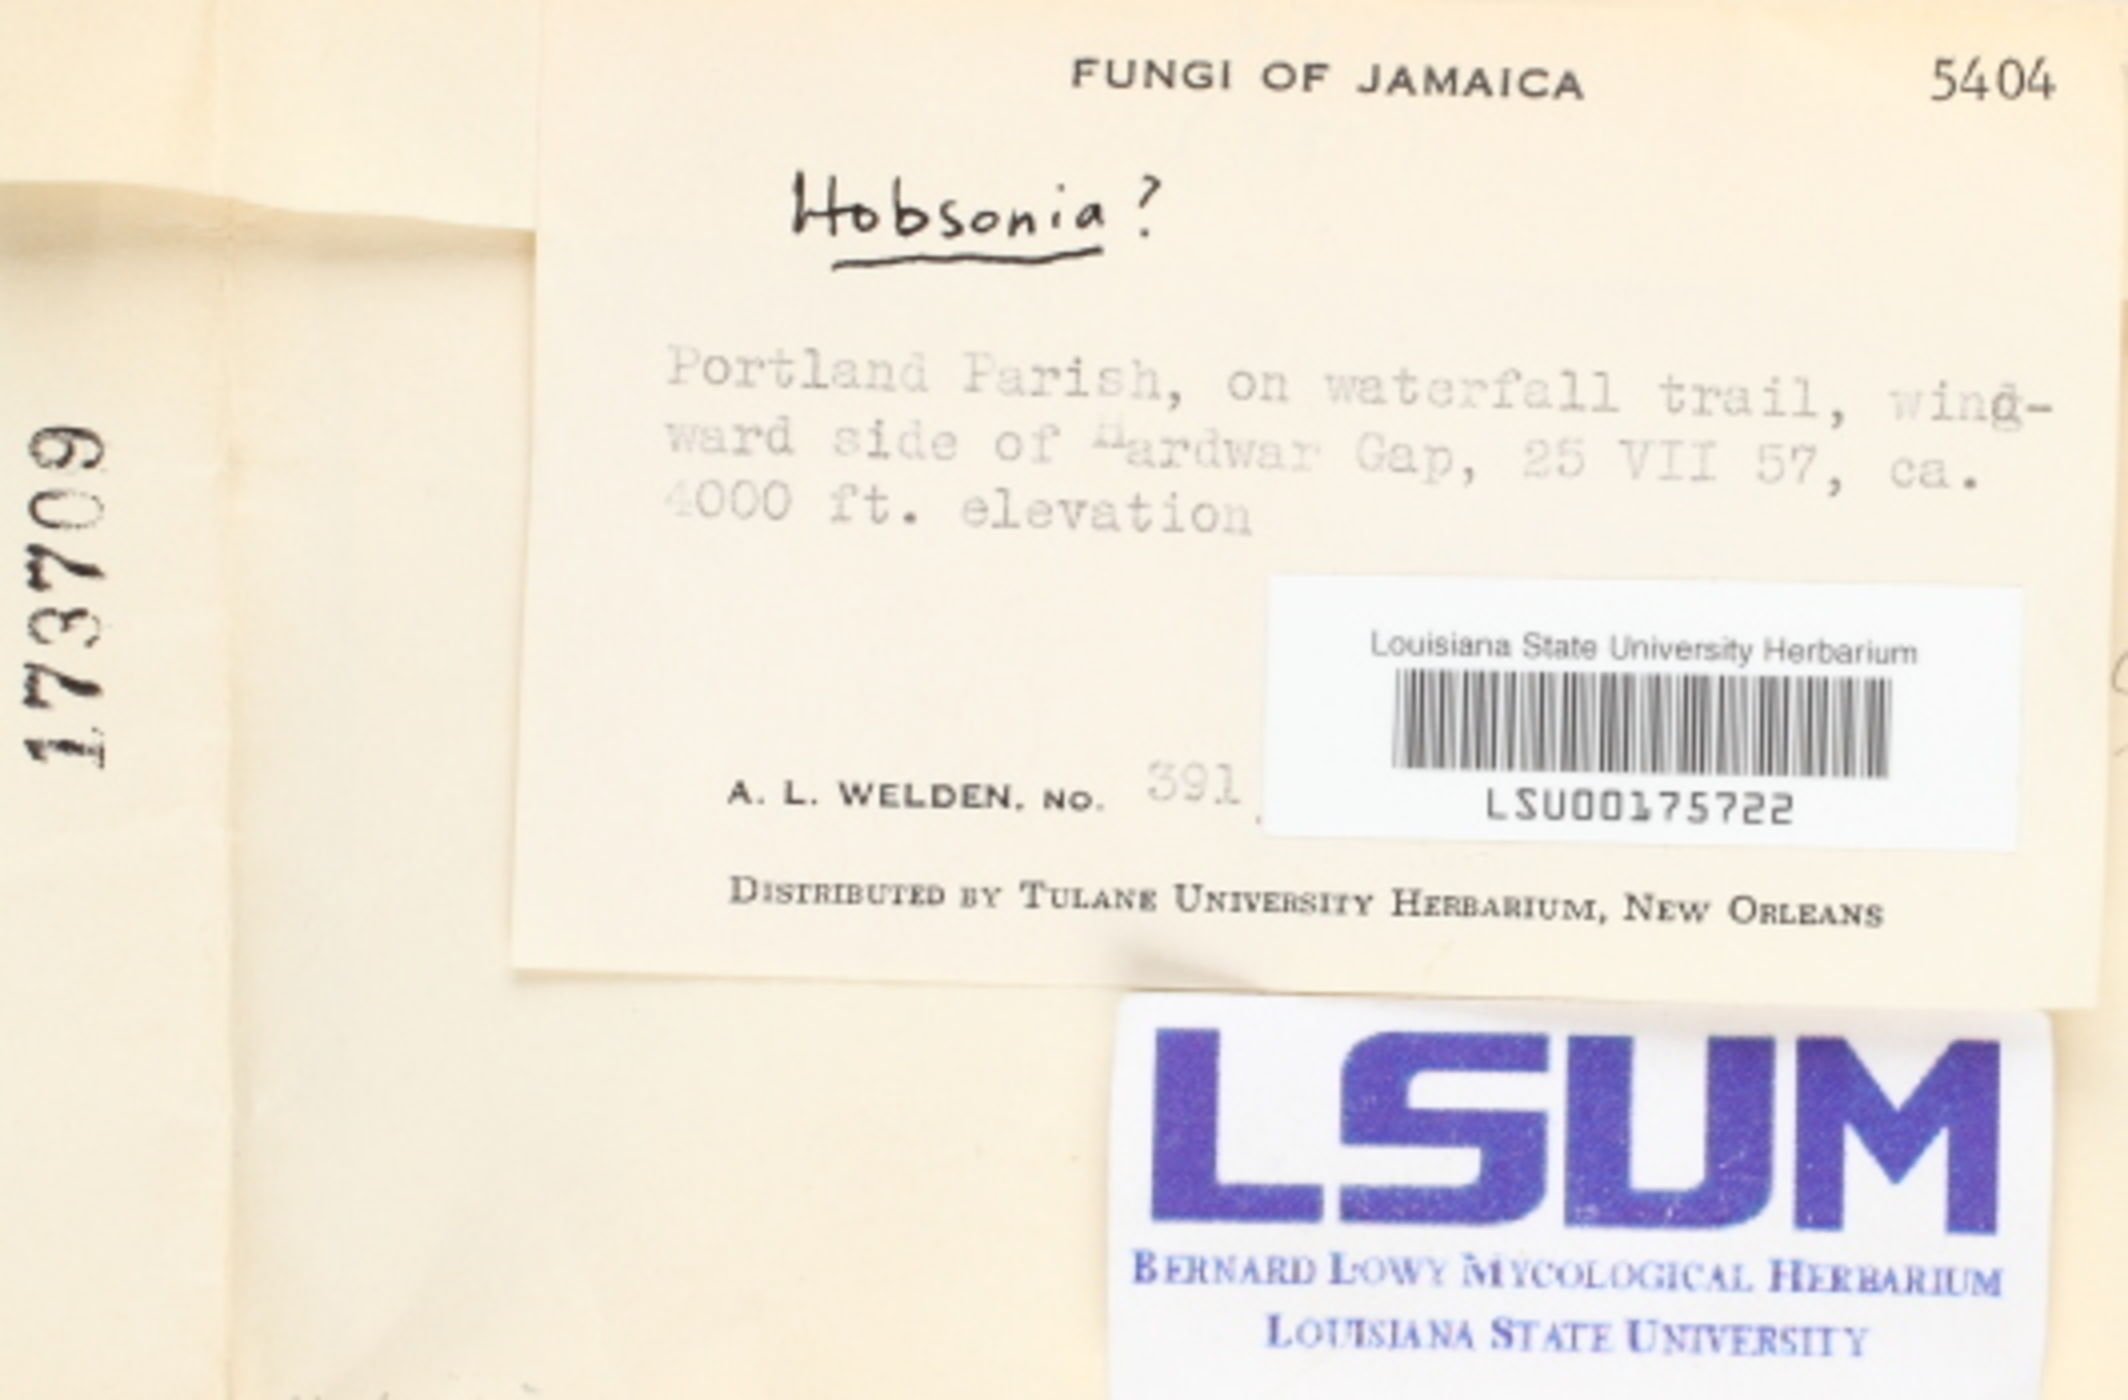 FUNGI OF JAMAICA 5404
Hobsonia?
Portland Parish, on waterfall trail, wind-
ward side of Hardwar Gap, 25 VII 57, ca.
4000 ft. elevation
173709
Louisiana State University Herbarium
LSU00175722
A. L. WELDEN, NO. 391
DISTRIBUTED BY TULANE UNIVERSITY HERBARIUM, NEW ORLEANS
LSUM
BERNARD LOWY MYCOLOGICAL HERBARIUM
LOUISIANA STATE UNIVERSITY